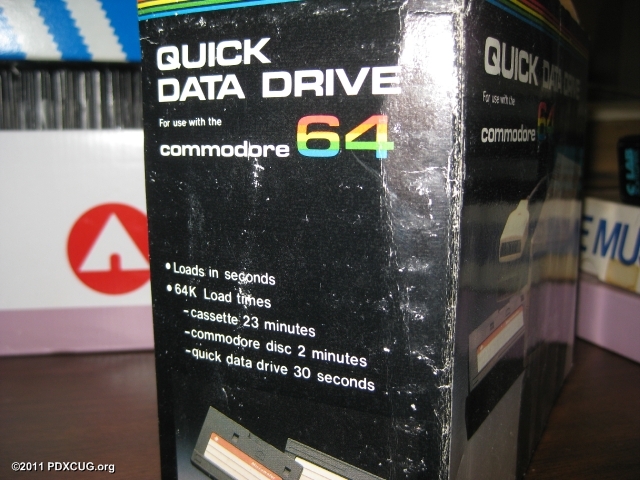 QUICK
DATA DRIVE
For use with the
commodore 64
• Loads in seconds
• 64K Load times
-cassette 23 minutes
-commodore disc 2 minutes
-quick data drive 30 seconds
QUICK DATA DRIVE
For use with the
commodore 64
E MU
©2011 PDXCUG.org